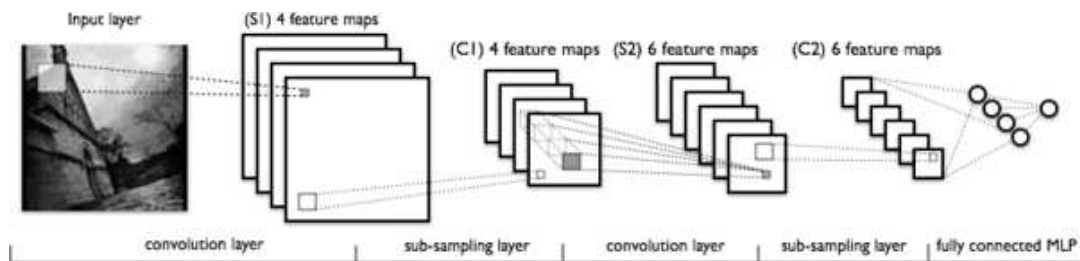 Input layer
(S1) 4 feature maps
(C1) 4 feature maps
(S2) 6 feature maps
(C2) 6 feature maps
convolution layer
sub-sampling layer
convolution layer
sub-sampling layer
fully connected MLP